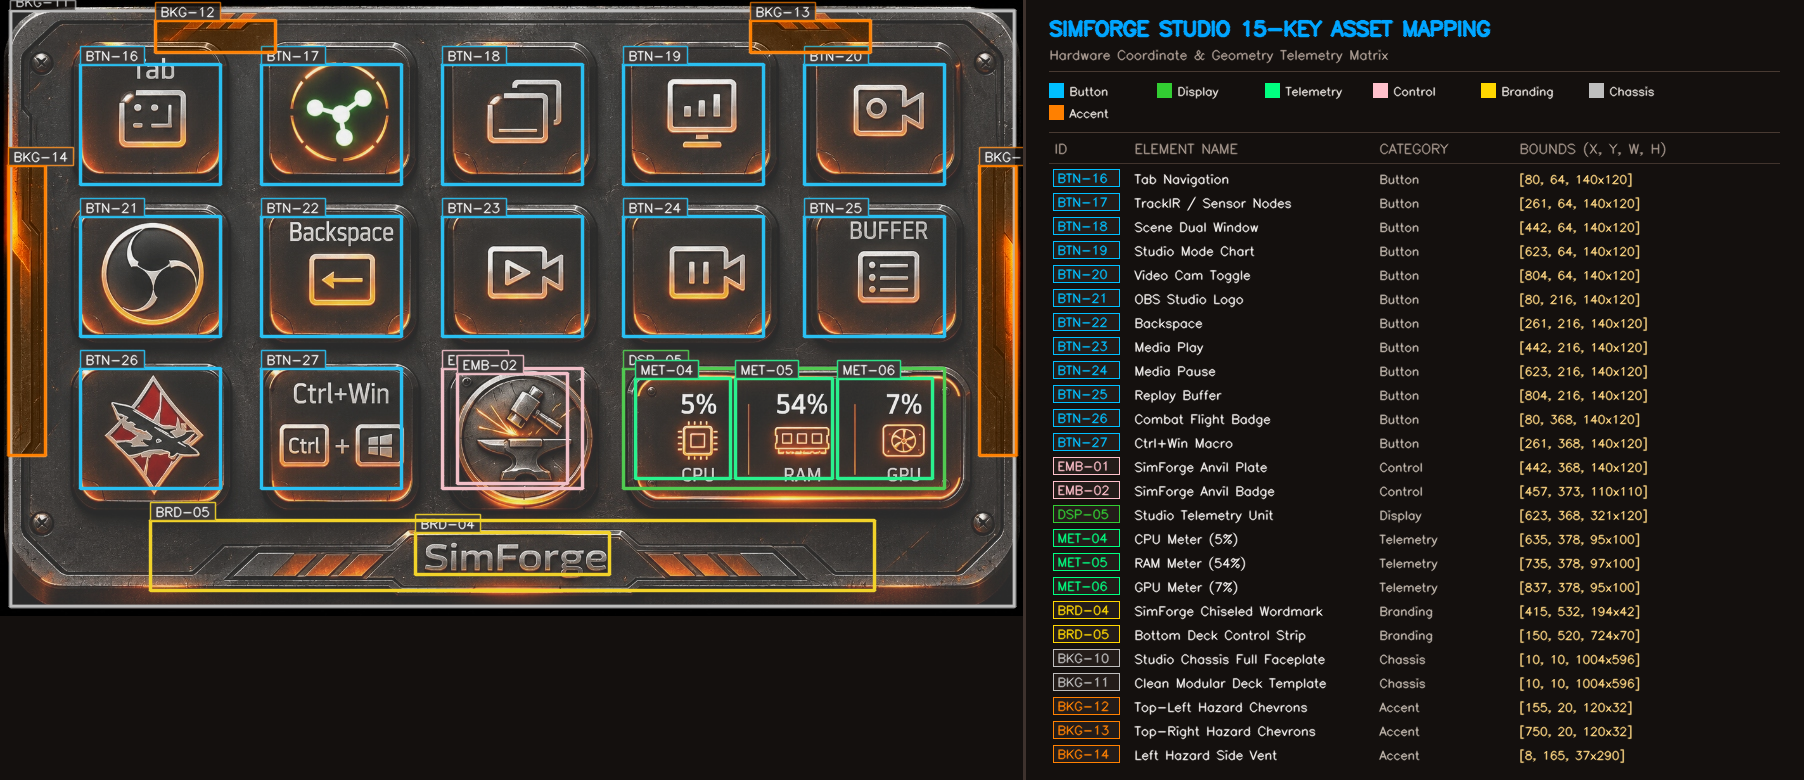 BKG-11
BKG-12
BKG-13
BTN-16
BTN-17
BTN-18
BTN-19
BTN-20
Tab
BKG-14
BKG-
BTN-21
BTN-22
BTN-23
BTN-24
BTN-25
Backspace
BUFFER
BTN-26
BTN-27
EMB-02
DSP-05
MET-04
MET-05
MET-06
Ctrl+Win
5%
54%
7%
Ctrl +
CPU
RAM
GPU
BRD-05
BRD-04
SimForge
SIMFORGE STUDIO 15-KEY ASSET MAPPING
Hardware Coordinate & Geometry Telemetry Matrix
Button Display Telemetry Control Branding Chassis
Accent
ID ELEMENT NAME CATEGORY BOUNDS (X, Y, W, H)
BTN-16 Tab Navigation Button [80, 64, 140x120]
BTN-17 TrackIR / Sensor Nodes Button [261, 64, 140x120]
BTN-18 Scene Dual Window Button [442, 64, 140x120]
BTN-19 Studio Mode Chart Button [623, 64, 140x120]
BTN-20 Video Cam Toggle Button [804, 64, 140x120]
BTN-21 OBS Studio Logo Button [80, 216, 140x120]
BTN-22 Backspace Button [261, 216, 140x120]
BTN-23 Media Play Button [442, 216, 140x120]
BTN-24 Media Pause Button [623, 216, 140x120]
BTN-25 Replay Buffer Button [804, 216, 140x120]
BTN-26 Combat Flight Badge Button [80, 368, 140x120]
BTN-27 Ctrl+Win Macro Button [261, 368, 140x120]
EMB-01 SimForge Anvil Plate Control [442, 368, 140x120]
EMB-02 SimForge Anvil Badge Control [457, 373, 110x110]
DSP-05 Studio Telemetry Unit Display [623, 368, 321x120]
MET-04 CPU Meter (5%) Telemetry [635, 378, 95x100]
MET-05 RAM Meter (54%) Telemetry [735, 378, 97x100]
MET-06 GPU Meter (7%) Telemetry [837, 378, 95x100]
BRD-04 SimForge Chiseled Wordmark Branding [415, 532, 194x42]
BRD-05 Bottom Deck Control Strip Branding [150, 520, 724x70]
BKG-10 Studio Chassis Full Faceplate Chassis [10, 10, 1004x596]
BKG-11 Clean Modular Deck Template Chassis [10, 10, 1004x596]
BKG-12 Top-Left Hazard Chevrons Accent [155, 20, 120x32]
BKG-13 Top-Right Hazard Chevrons Accent [750, 20, 120x32]
BKG-14 Left Hazard Side Vent Accent [8, 165, 37x290]